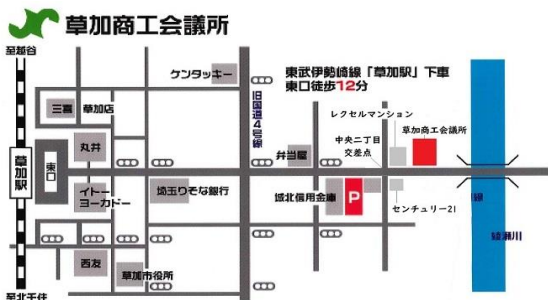 草加商工会議所
至越谷
ケンタッキー
東武伊勢崎線「草加駅」下車
東口徒歩12分
旧国道4号線
レクセルマンション
三喜
草加店
中央二丁目
交差点
草加商工会議所
丸井
弁当屋
草加駅
東口
イトー
ヨーカドー
埼玉りそな銀行
城北信用金庫
P
センチュリー21
線
綾瀬川
西友
草加市役所
至北千住